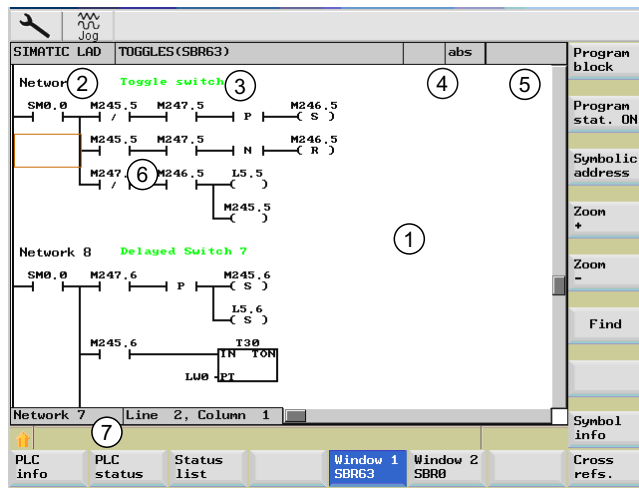 Jog
SIMATIC LAD TOGGLES(SBR63) abs
Program block
Program stat. ON
Symbolic address
Zoom +
Zoom -
Find
Symbol info
Cross refs.
2
3
4
5
Network Toggle switch
SM0.0 M245.5 M247.5 M246.5
/ P ( S )
M245.5 M247.5 M246.5
N ( R )
M247. 6 M246.5 L5.5
/ ( )
M245.5
( )
1
Network 8 Delayed Switch 7
SM0.0 M247.6 M245.6
P ( S )
L5.6
( S )
M245.6 T30
IN TON
LW0 PT
Network 7 Line 2, Column 1
7
PLC info
PLC status
Status list
Window 1 SBR63
Window 2 SBR0